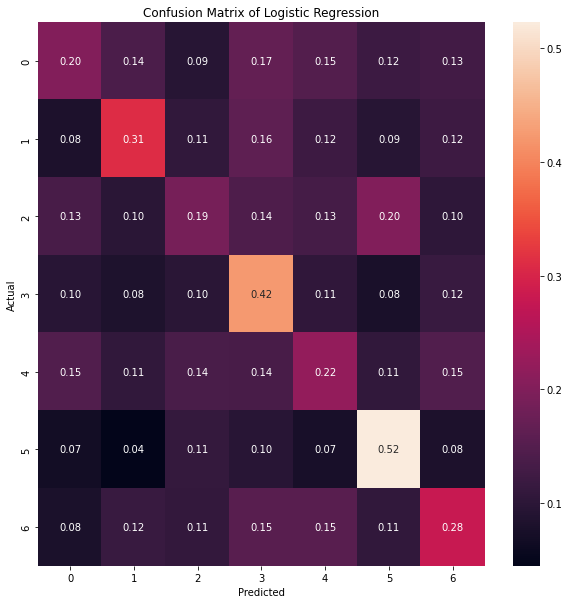 Confusion Matrix of Logistic Regression
0 0.20 0.14 0.09 0.17 0.15 0.12 0.13
1 0.08 0.31 0.11 0.16 0.12 0.09 0.12
2 0.13 0.10 0.19 0.14 0.13 0.20 0.10
3 0.10 0.08 0.10 0.42 0.11 0.08 0.12
4 0.15 0.11 0.14 0.14 0.22 0.11 0.15
5 0.07 0.04 0.11 0.10 0.07 0.52 0.08
6 0.08 0.12 0.11 0.15 0.15 0.11 0.28
0 1 2 3 4 5 6
Predicted
Actual
0.5
0.4
0.3
0.2
0.1